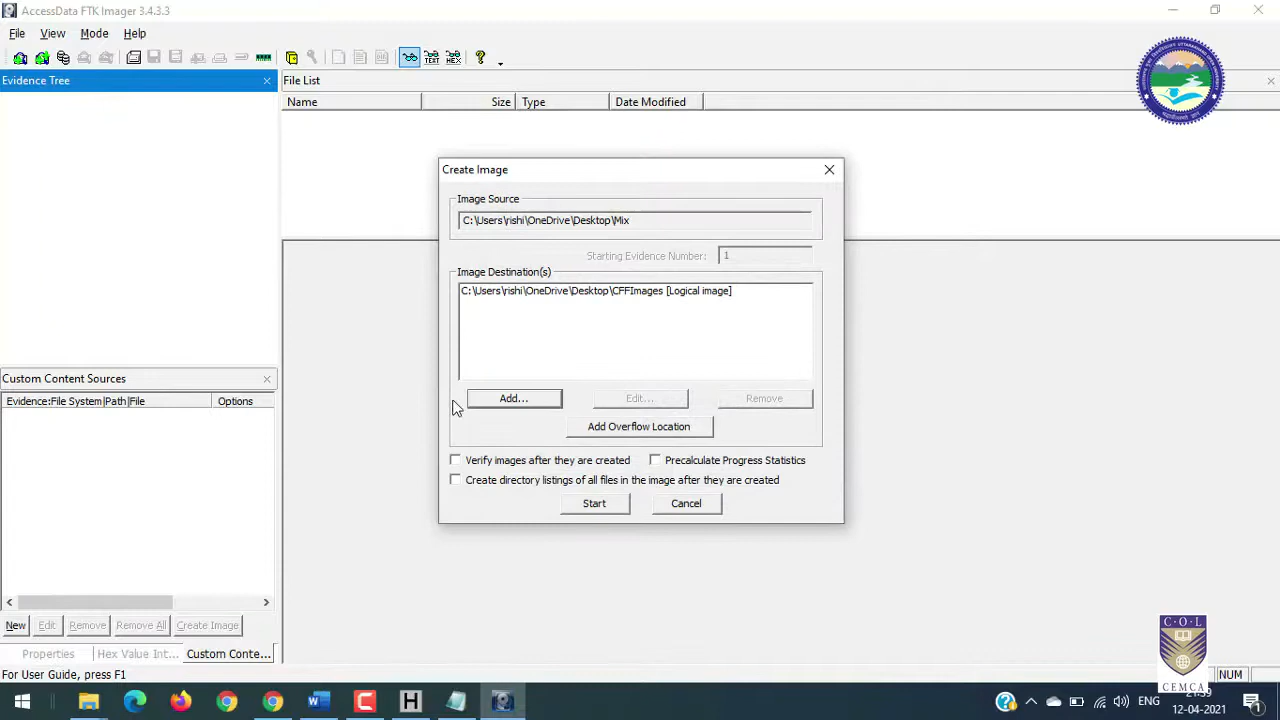 AccessData FTK Imager 3.4.3.3
File View Mode Help
Evidence Tree
File List
Name Size Type Date Modified
Create Image
Image Source
C:\Users\rishi\OneDrive\Desktop\Mix
Starting Evidence Number: 1
Image Destination(s)
C:\Users\rishi\OneDrive\Desktop\CFFImages [Logical image]
Add... Edit... Remove
Add Overflow Location
Verify images after they are created Precalculate Progress Statistics
Create directory listings of all files in the image after they are created
Start Cancel
Custom Content Sources
Evidence:File System|Path|File Options
New Edit Remove Remove All Create Image
Properties Hex Value Int... Custom Conte...
For User Guide, press F1
NUM
C·O·L
CEMCA
ENG
12-04-2021
1